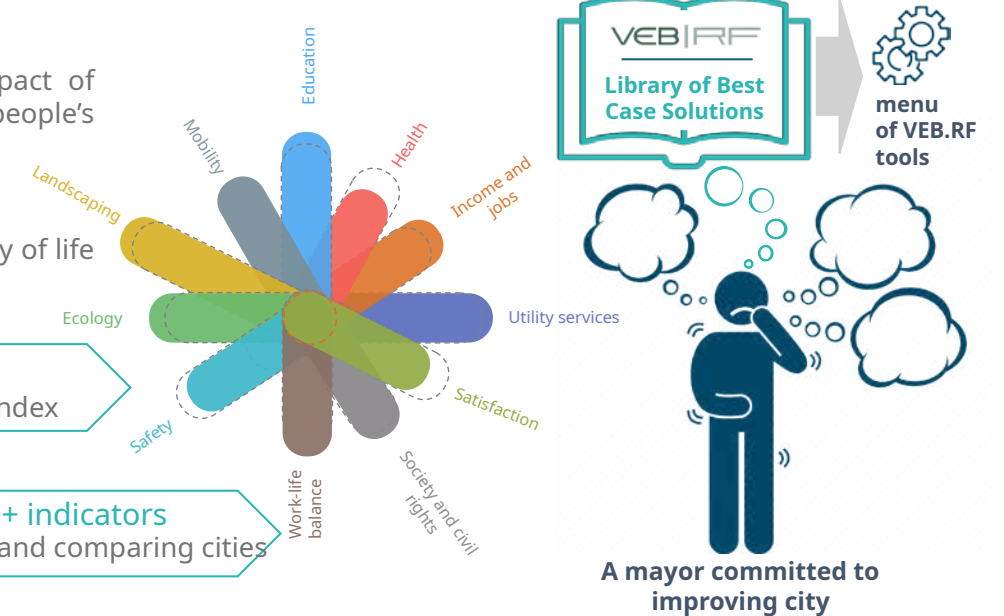 pact of
people's
y of life
ndex
+ indicators
and comparing cities
Education
Mobility
Health
Landscaping
Income and
jobs
Ecology
Utility services
Safety
Satisfaction
Work-life
balance
Society and civil
rights
VEB|RF
Library of Best
Case Solutions
menu
of VEB.RF
tools
A mayor committed to
improving city